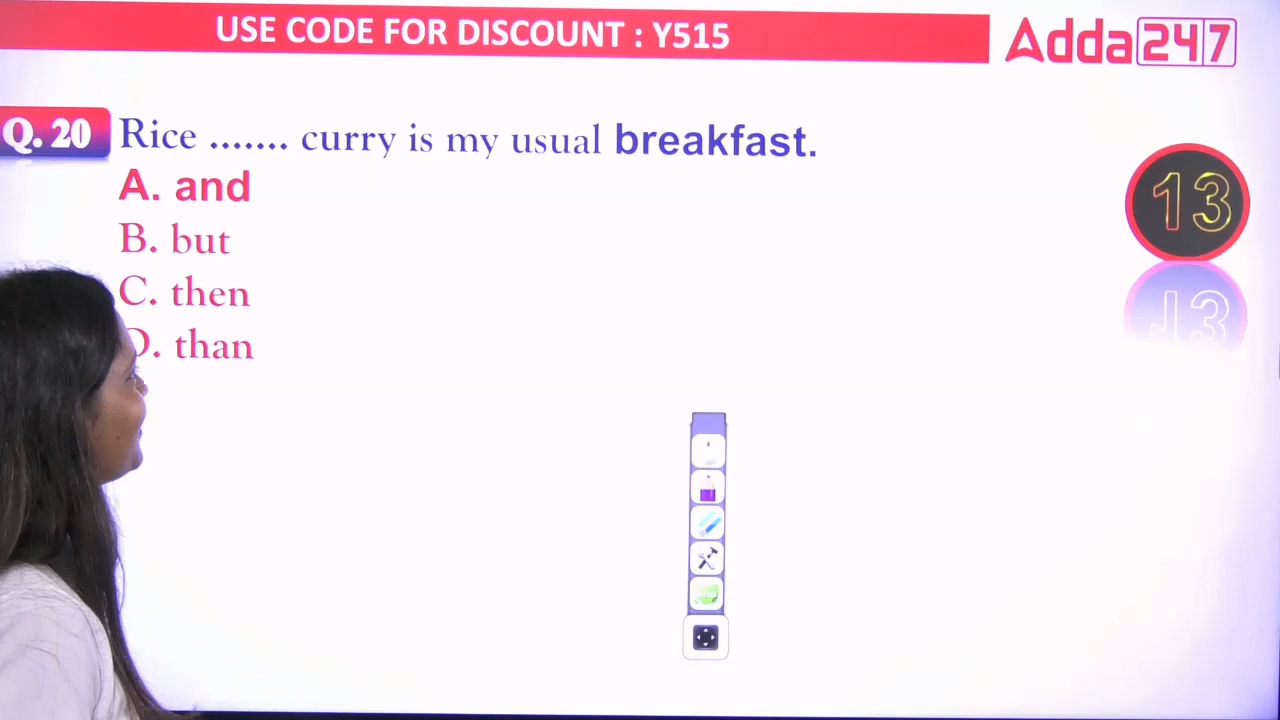 USE CODE FOR DISCOUNT : Y515
Adda247
Q. 20 Rice ....... curry is my usual breakfast.
A. and
B. but
C. then
D. than
13